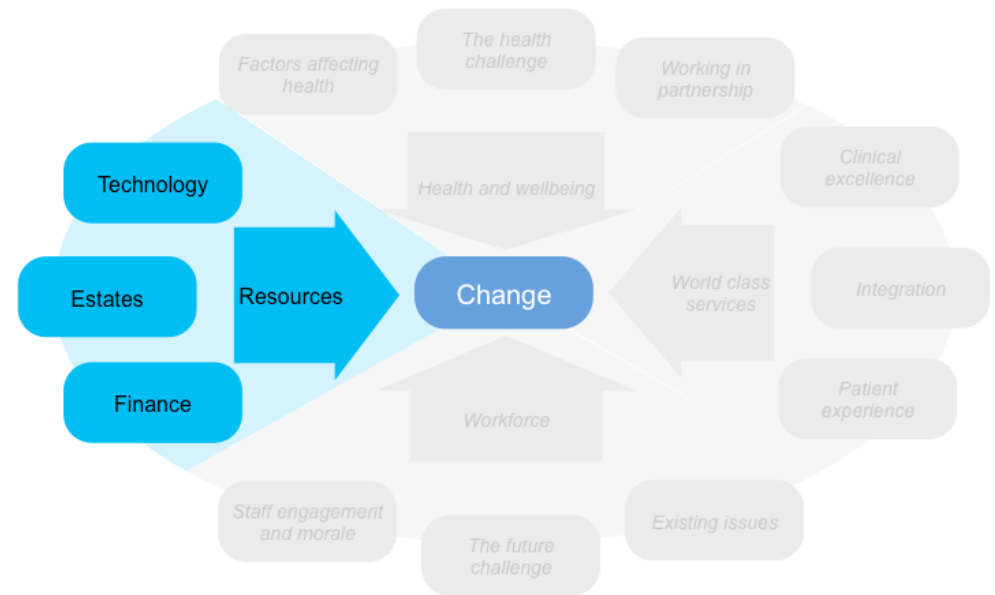 The health
challenge
Factors affecting
health
Working in
partnership
Technology
Clinical
excellence
Health and wellbeing
Estates
Resources
Change
World class
services
Integration
Finance
Workforce
Patient
experience
Staff engagement
and morale
The future
challenge
Existing issues